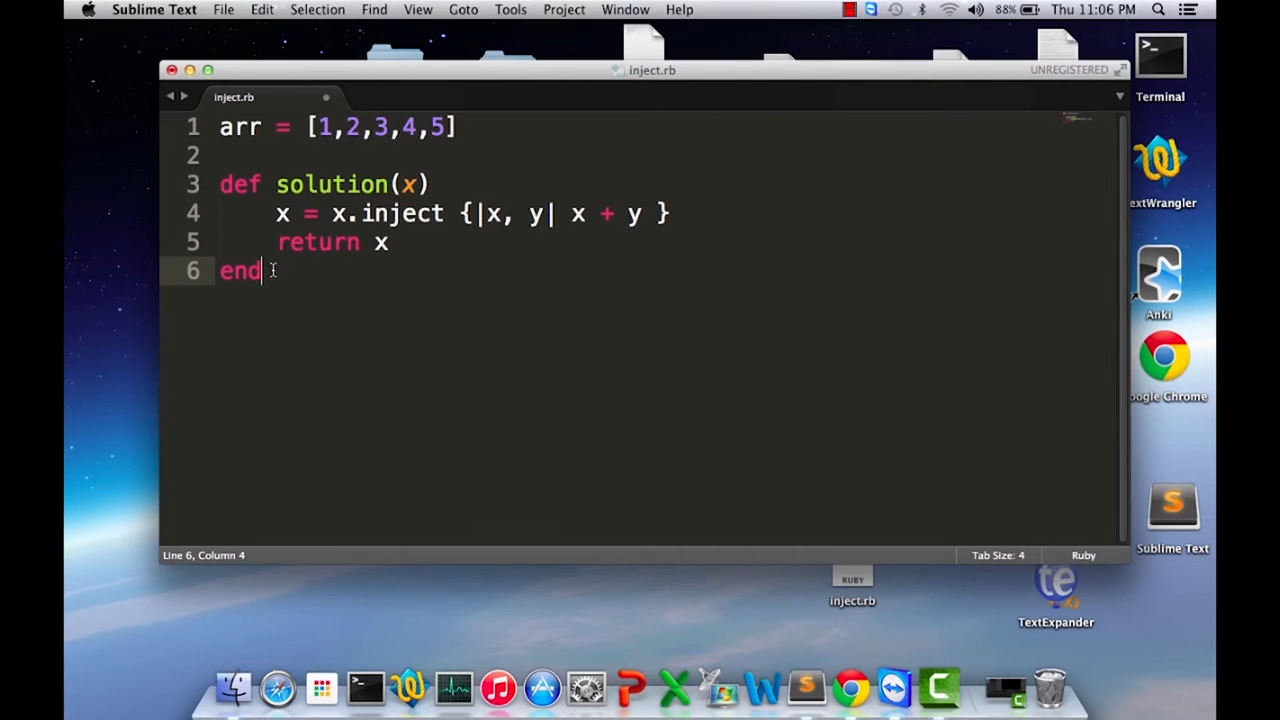 Sublime Text File Edit Selection Find View Goto Tools Project Window Help 88% Thu 11:06 PM
inject.rb UNREGISTERED
inject.rb
Terminal
1 arr = [1,2,3,4,5]
2
3 def solution(x)
4 x = x.inject {|x, y| x + y }
5 return x
6 end
extWrangler
Anki
oogle Chrome
Sublime Text
Line 6, Column 4 Tab Size: 4 Ruby
RUBY
inject.rb
te
TextExpander